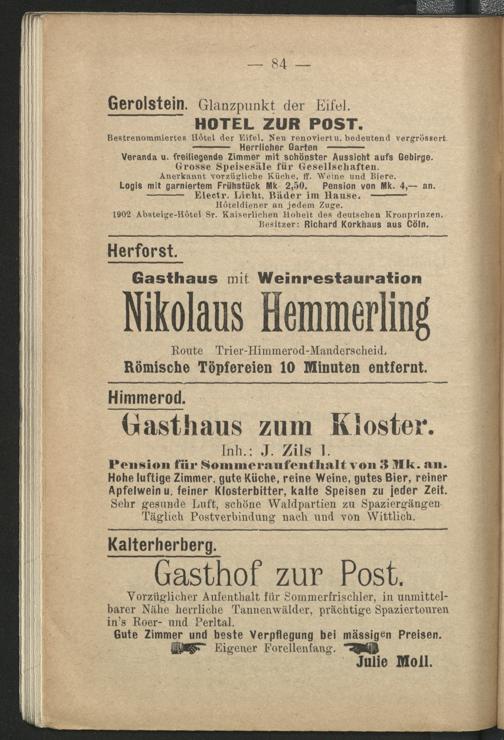 — 84 —
Gerolstein. Glanzpunkt der Eifel.
HOTEL ZUR POST.
Bestrenommiertes Hôtel der Eifel. Neu renoviert u. bedeutend vergrössert.
Herrlicher Garten
Veranda u. freiliegende Zimmer mit schönster Aussicht aufs Gebirge.
Grosse Speisesäle für Gesellschaften.
Anerkannt vorzügliche Küche, ff. Weine und Biere.
Logis mit garniertem Frühstück Mk. 2,50. Pension von Mk. 4,— an.
Electr. Licht, Bäder im Hause.
Hôteldiener an jedem Zuge.
1902 Absteige-Hôtel Sr. Kaiserlichen Hoheit des deutschen Kronprinzen.
Besitzer: Richard Korkhaus aus Cöln.
Herforst.
Gasthaus mit Weinrestauration
Nikolaus Hemmerling
Route Trier-Himmerod-Manderscheid.
Römische Töpfereien 10 Minuten entfernt.
Himmerod.
Gasthaus zum Kloster.
Inh.: J. Zils I.
Pension für Sommeraufenthalt von 3 Mk. an.
Hohe luftige Zimmer, gute Küche, reine Weine, gutes Bier, reiner
Apfelwein u. feiner Klosterbitter, kalte Speisen zu jeder Zeit.
Sehr gesunde Luft, schöne Waldpartien zu Spaziergängen
Täglich Postverbindung nach und von Wittlich.
Kalterherberg.
Gasthof zur Post.
Vorzüglicher Aufenthalt für Sommerfrischler, in unmittel-
barer Nähe herrliche Tannenwälder, prächtige Spaziertouren
in's Roer- und Perltal.
Gute Zimmer und beste Verpflegung bei mässigen Preisen.
Eigener Forellenfang.
Julie Moll.